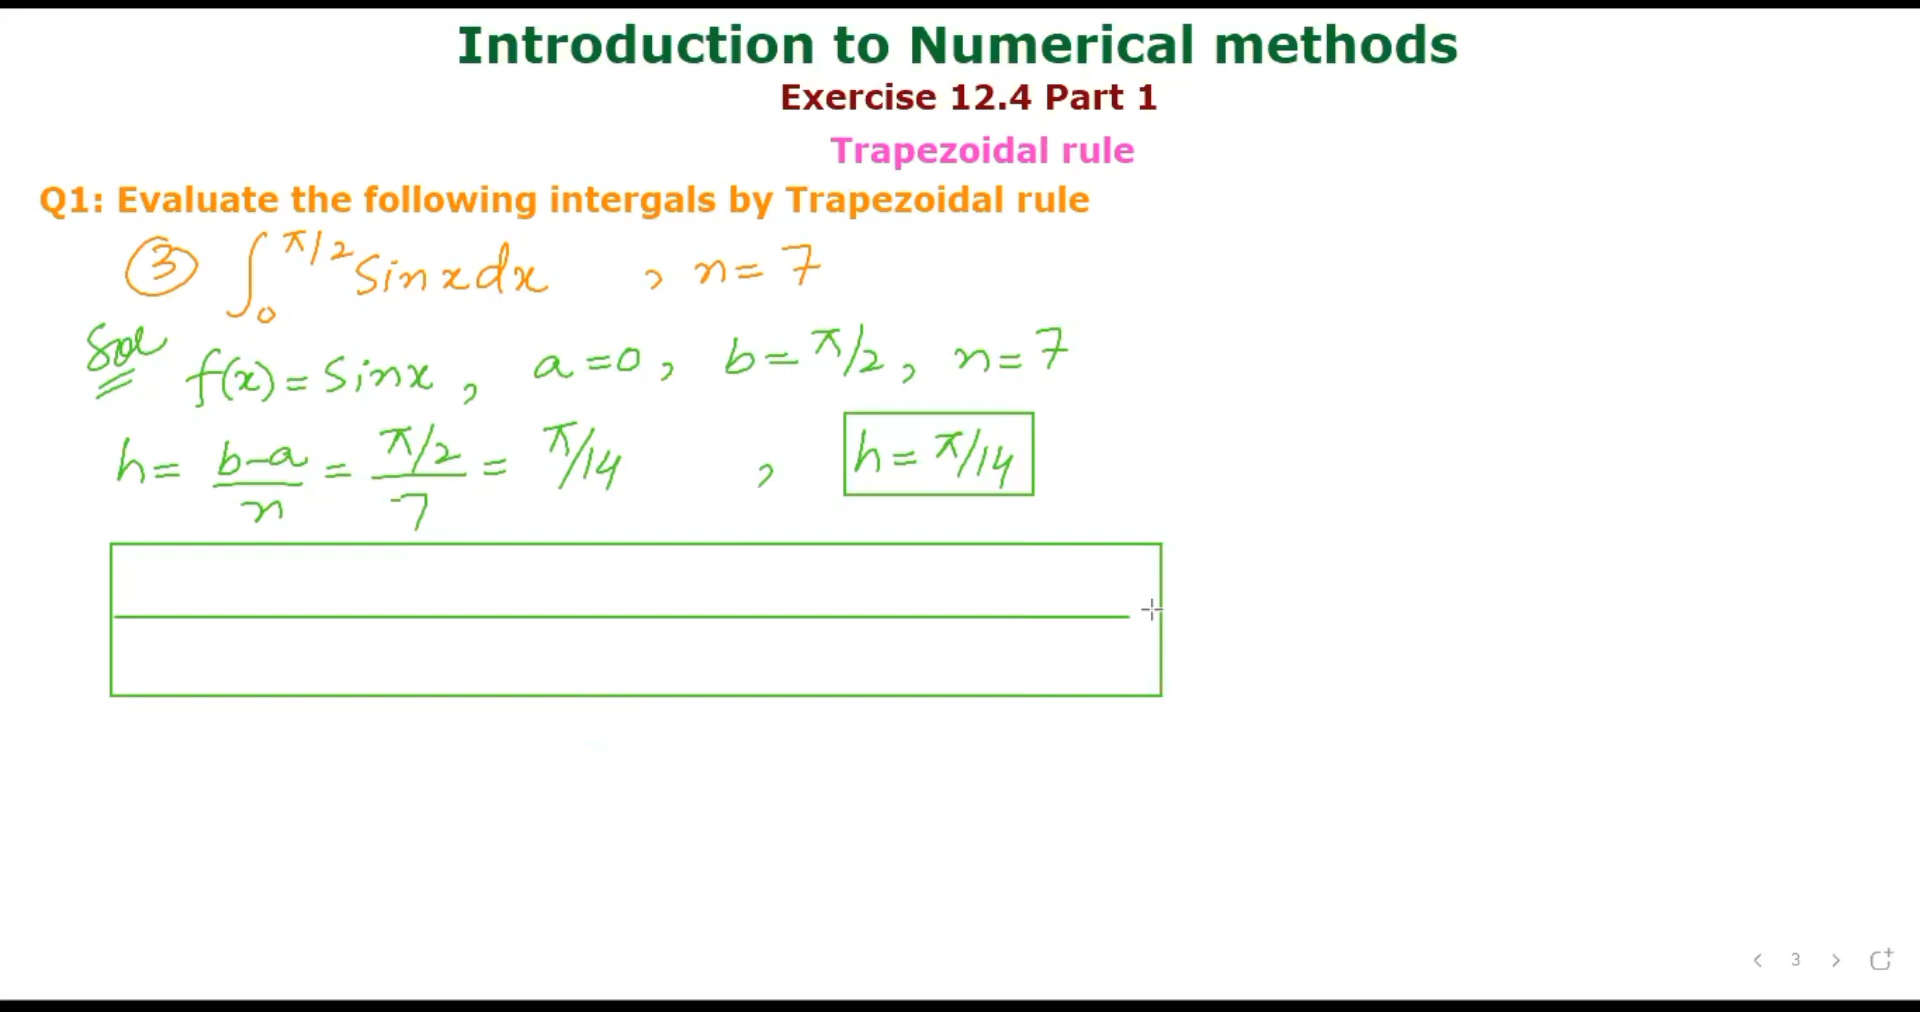 Introduction to Numerical methods
Exercise 12.4 Part 1
Trapezoidal rule
Q1: Evaluate the following intergals by Trapezoidal rule
③ ∫₀^π/2 Sin x dx , n = 7
Sol f(x) = Sin x , a = 0 , b = π/2 , n = 7
h = b-a/n = π/2/7 = π/14 , h = π/14
< 3 >